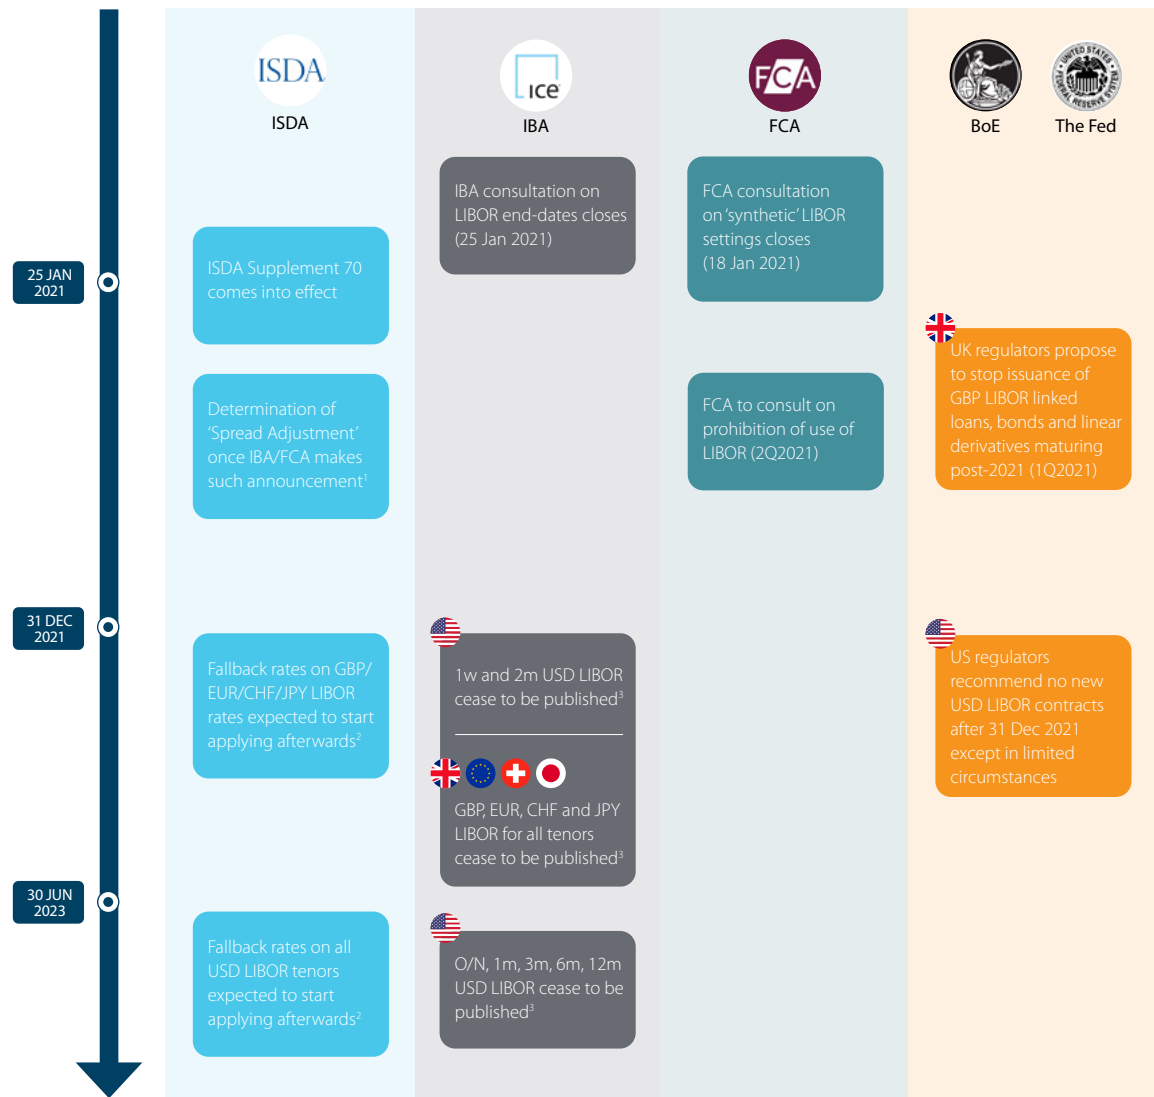 ISDA
ISDA
ice
IBA
FCA
FCA
BoE
UNITED STATES
FEDERAL RESERVE SYSTEM
The Fed
25 JAN
2021
31 DEC
2021
30 JUN
2023
ISDA Supplement 70
comes into effect
Determination of
‘Spread Adjustment’
once IBA/FCA makes
such announcement¹
Fallback rates on GBP/
EUR/CHF/JPY LIBOR
rates expected to start
applying afterwards²
Fallback rates on all
USD LIBOR tenors
expected to start
applying afterwards²
IBA consultation on
LIBOR end-dates closes
(25 Jan 2021)
1w and 2m USD LIBOR
cease to be published³
GBP, EUR, CHF and JPY
LIBOR for all tenors
cease to be published³
O/N, 1m, 3m, 6m, 12m
USD LIBOR cease to be
published³
FCA consultation
on ‘synthetic’ LIBOR
settings closes
(18 Jan 2021)
FCA to consult on
prohibition of use of
LIBOR (2Q2021)
UK regulators propose
to stop issuance of
GBP LIBOR linked
loans, bonds and linear
derivatives maturing
post-2021 (1Q2021)
US regulators
recommend no new
USD LIBOR contracts
after 31 Dec 2021
except in limited
circumstances